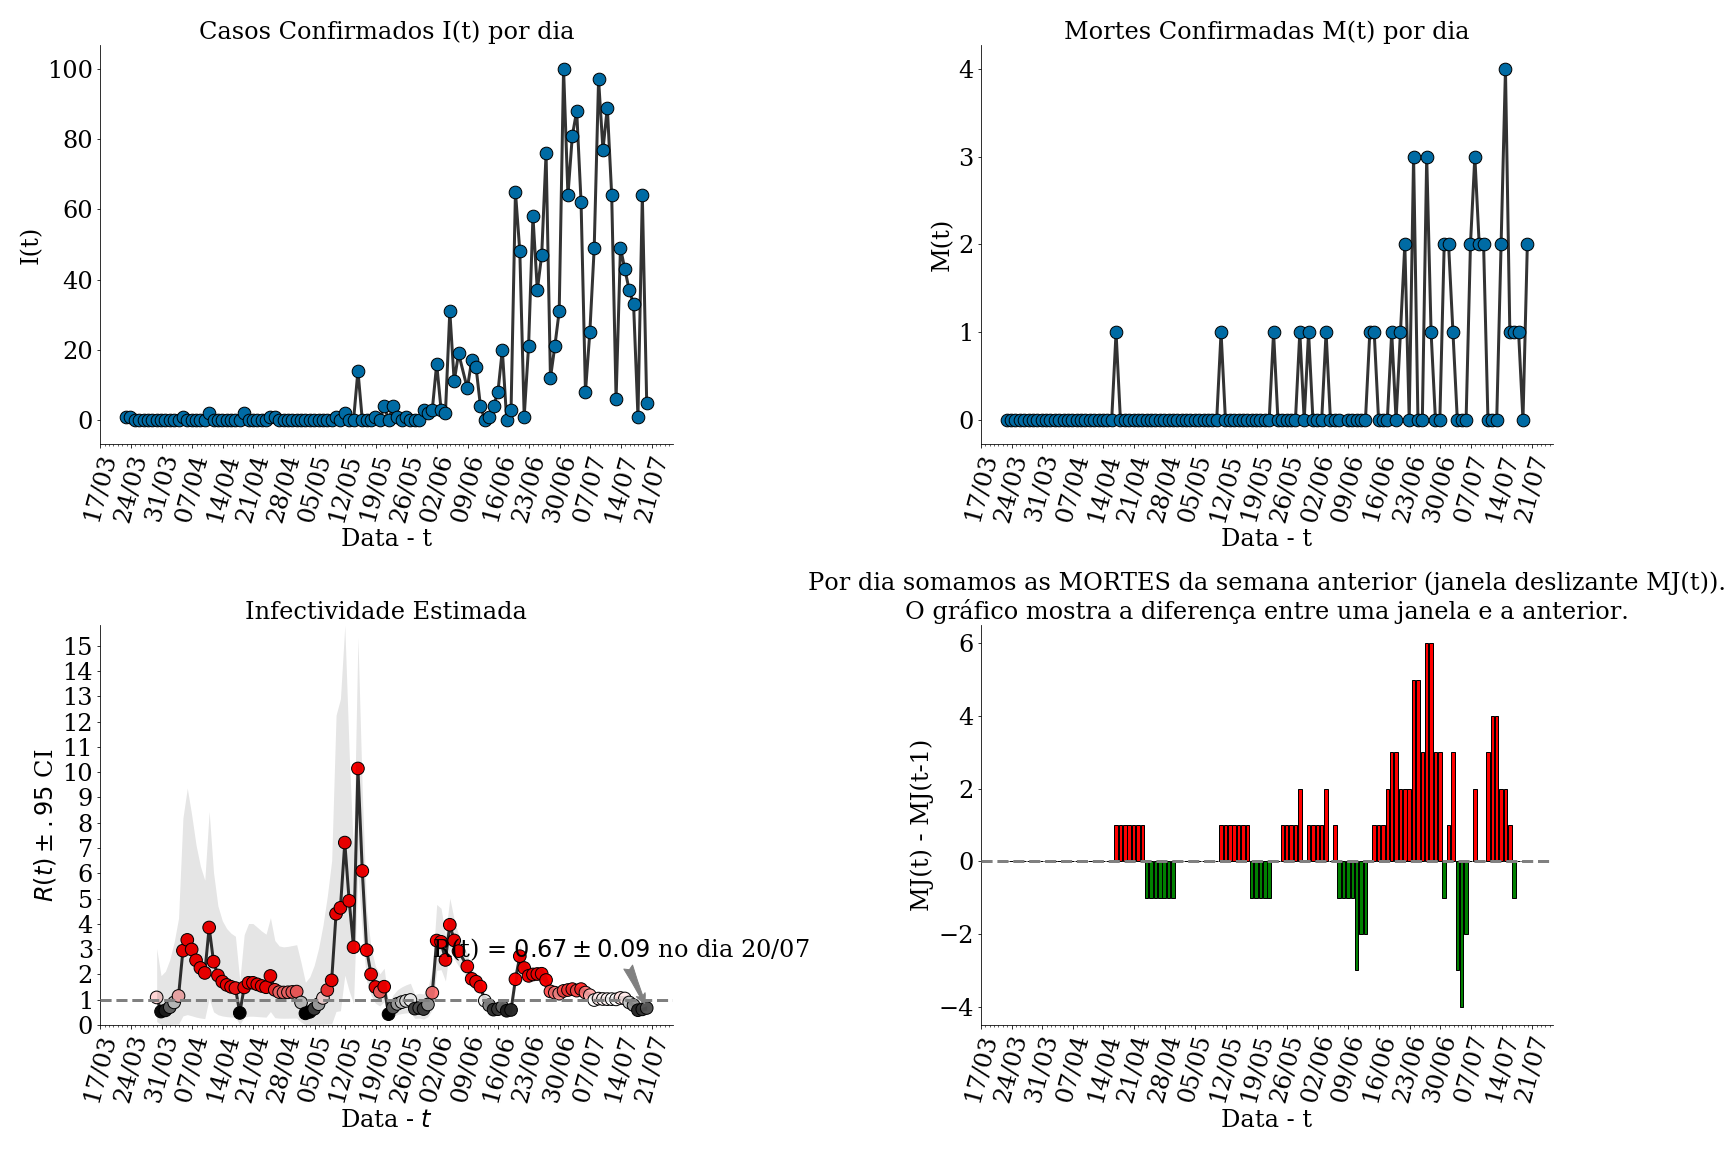 Casos Confirmados I(t) por dia
100
80
60
40
20
0
I(t)
17/03 24/03 31/03 07/04 14/04 21/04 28/04 05/05 12/05 19/05 26/05 02/06 09/06 16/06 23/06 30/06 07/07 14/07 21/07
Data - t
Mortes Confirmadas M(t) por dia
4
3
2
1
0
M(t)
17/03 24/03 31/03 07/04 14/04 21/04 28/04 05/05 12/05 19/05 26/05 02/06 09/06 16/06 23/06 30/06 07/07 14/07 21/07
Data - t
Infectividade Estimada
15
14
13
12
11
10
9
8
7
6
5
4
3
2
1
0
R(t) ± .95 CI
(t) = 0.67 ± 0.09 no dia 20/07
17/03 24/03 31/03 07/04 14/04 21/04 28/04 05/05 12/05 19/05 26/05 02/06 09/06 16/06 23/06 30/06 07/07 14/07 21/07
Data - t
Por dia somamos as MORTES da semana anterior (janela deslizante MJ(t)).
O gráfico mostra a diferença entre uma janela e a anterior.
6
4
2
0
−2
−4
MJ(t) - MJ(t-1)
17/03 24/03 31/03 07/04 14/04 21/04 28/04 05/05 12/05 19/05 26/05 02/06 09/06 16/06 23/06 30/06 07/07 14/07 21/07
Data - t